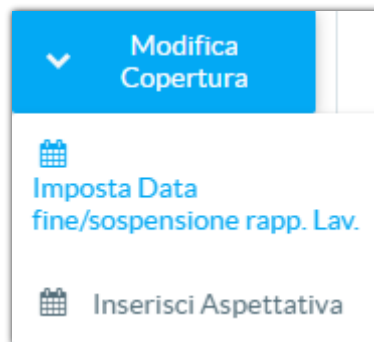 Modifica
Copertura
Imposta Data
fine/sospensione rapp. Lav.
Inserisci Aspettativa